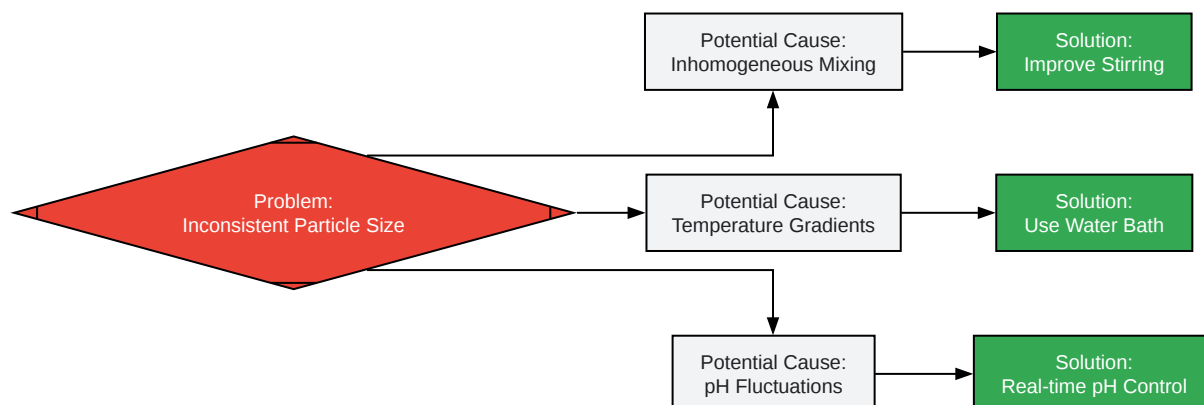 Problem:
Inconsistent Particle Size
Potential Cause:
Inhomogeneous Mixing
Solution:
Improve Stirring
Potential Cause:
Temperature Gradients
Solution:
Use Water Bath
Potential Cause:
pH Fluctuations
Solution:
Real-time pH Control